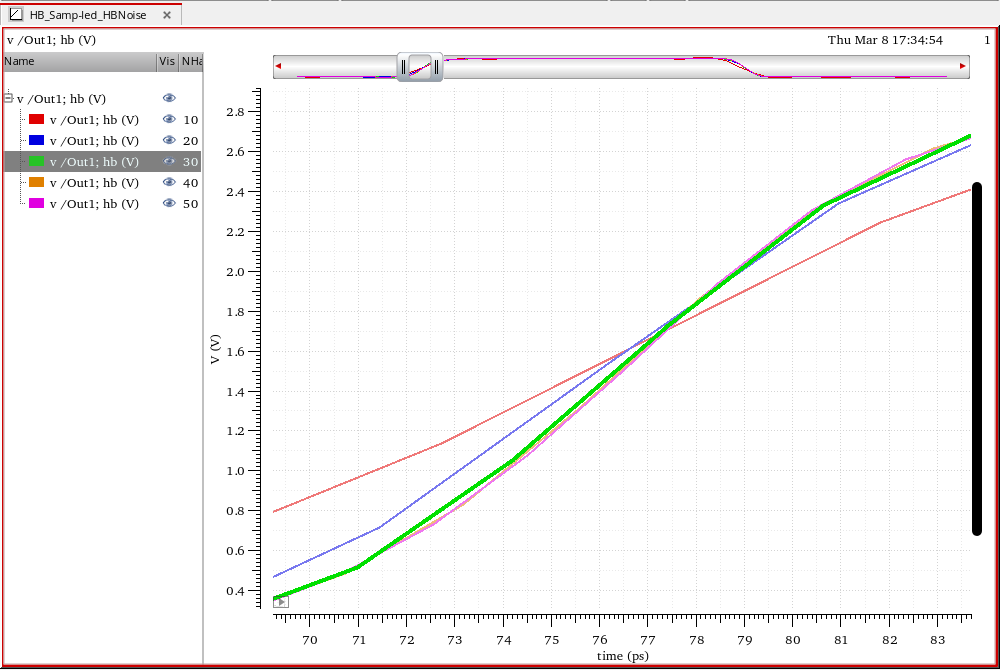 HB_Samp-led_HBNoise
v /Out1; hb (V)
Thu Mar 8 17:34:54 1
Name Vis NHa
v /Out1; hb (V)
v /Out1; hb (V) 10
v /Out1; hb (V) 20
v /Out1; hb (V) 30
v /Out1; hb (V) 40
v /Out1; hb (V) 50
V (V)
2.8
2.6
2.4
2.2
2.0
1.8
1.6
1.4
1.2
1.0
0.8
0.6
0.4
70 71 72 73 74 75 76 77 78 79 80 81 82 83
time (ps)